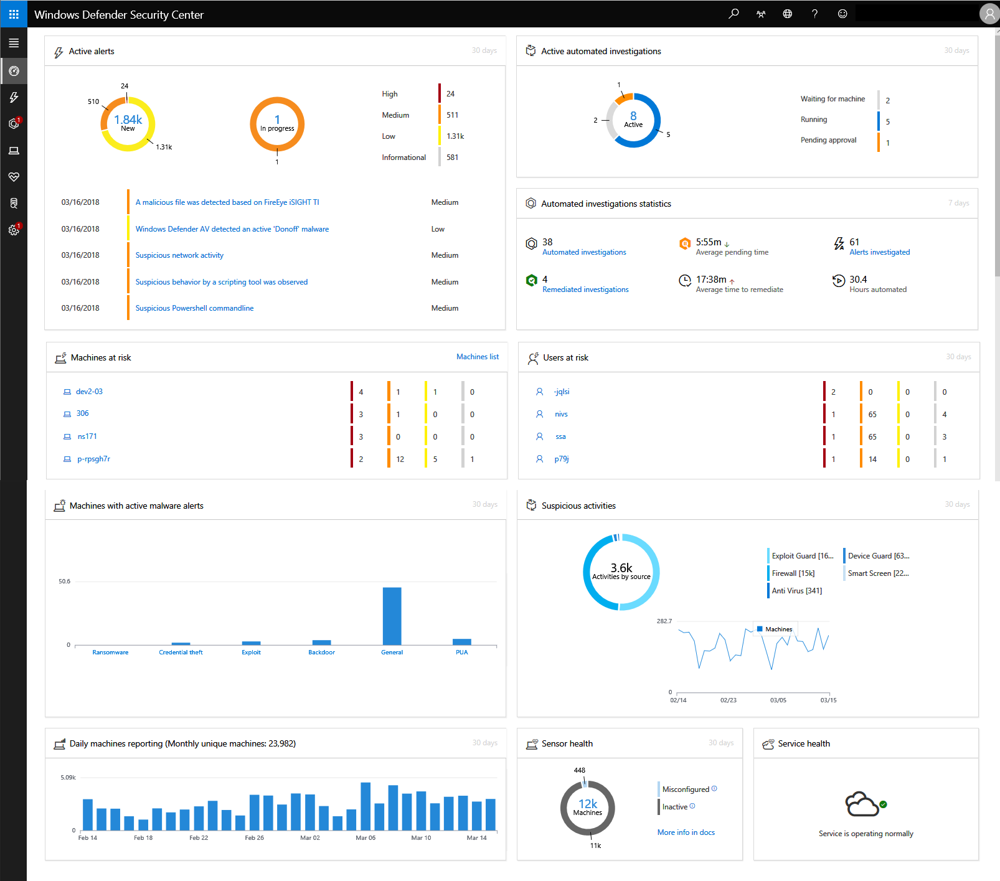 Windows Defender Security Center
?
1
1
Active alerts
30 days
24
510
1.84k
New
1.31k
1
In progress
1
High 24
Medium 511
Low 1.31k
Informational 581
03/16/2018 A malicious file was detected based on FireEye iSIGHT TI Medium
03/16/2018 Windows Defender AV detected an active 'Donoff' malware Low
03/16/2018 Suspicious network activity Medium
03/16/2018 Suspicious behavior by a scripting tool was observed Medium
03/16/2018 Suspicious Powershell commandline Medium
Active automated investigations
30 days
1
2
8
Active
5
Waiting for machine 2
Running 5
Pending approval 1
Automated investigations statistics
7 days
38
Automated investigations
5:55m ↓
Average pending time
61
Alerts investigated
4
Remediated investigations
17:38m ↑
Average time to remediate
30.4
Hours automated
Machines at risk
Machines list
dev2-03 4 1 1 0
306 3 1 0 0
ns171 3 0 0 0
p-rpsgh7r 2 12 5 1
Users at risk
30 days
-jqlsi 2 0 0 0
nivs 1 65 0 4
ssa 1 65 0 3
p79j 1 14 0 1
Machines with active malware alerts
30 days
50.6
0
Ransomware Credential theft Exploit Backdoor General PUA
Suspicious activities
30 days
3.6k
Activities by source
Exploit Guard [16... Device Guard [63...
Firewall [15k] Smart Screen [22...
Anti Virus [341]
282.7
Machines
0
02/14 02/23 03/05 03/15
Daily machines reporting (Monthly unique machines: 23,982)
30 days
5.09k
0
Feb 14 Feb 18 Feb 22 Feb 26 Mar 02 Mar 06 Mar 10 Mar 14
Sensor health
30 days
448
12k
Machines
11k
Misconfigured
Inactive
More info in docs
Service health
Service is operating normally